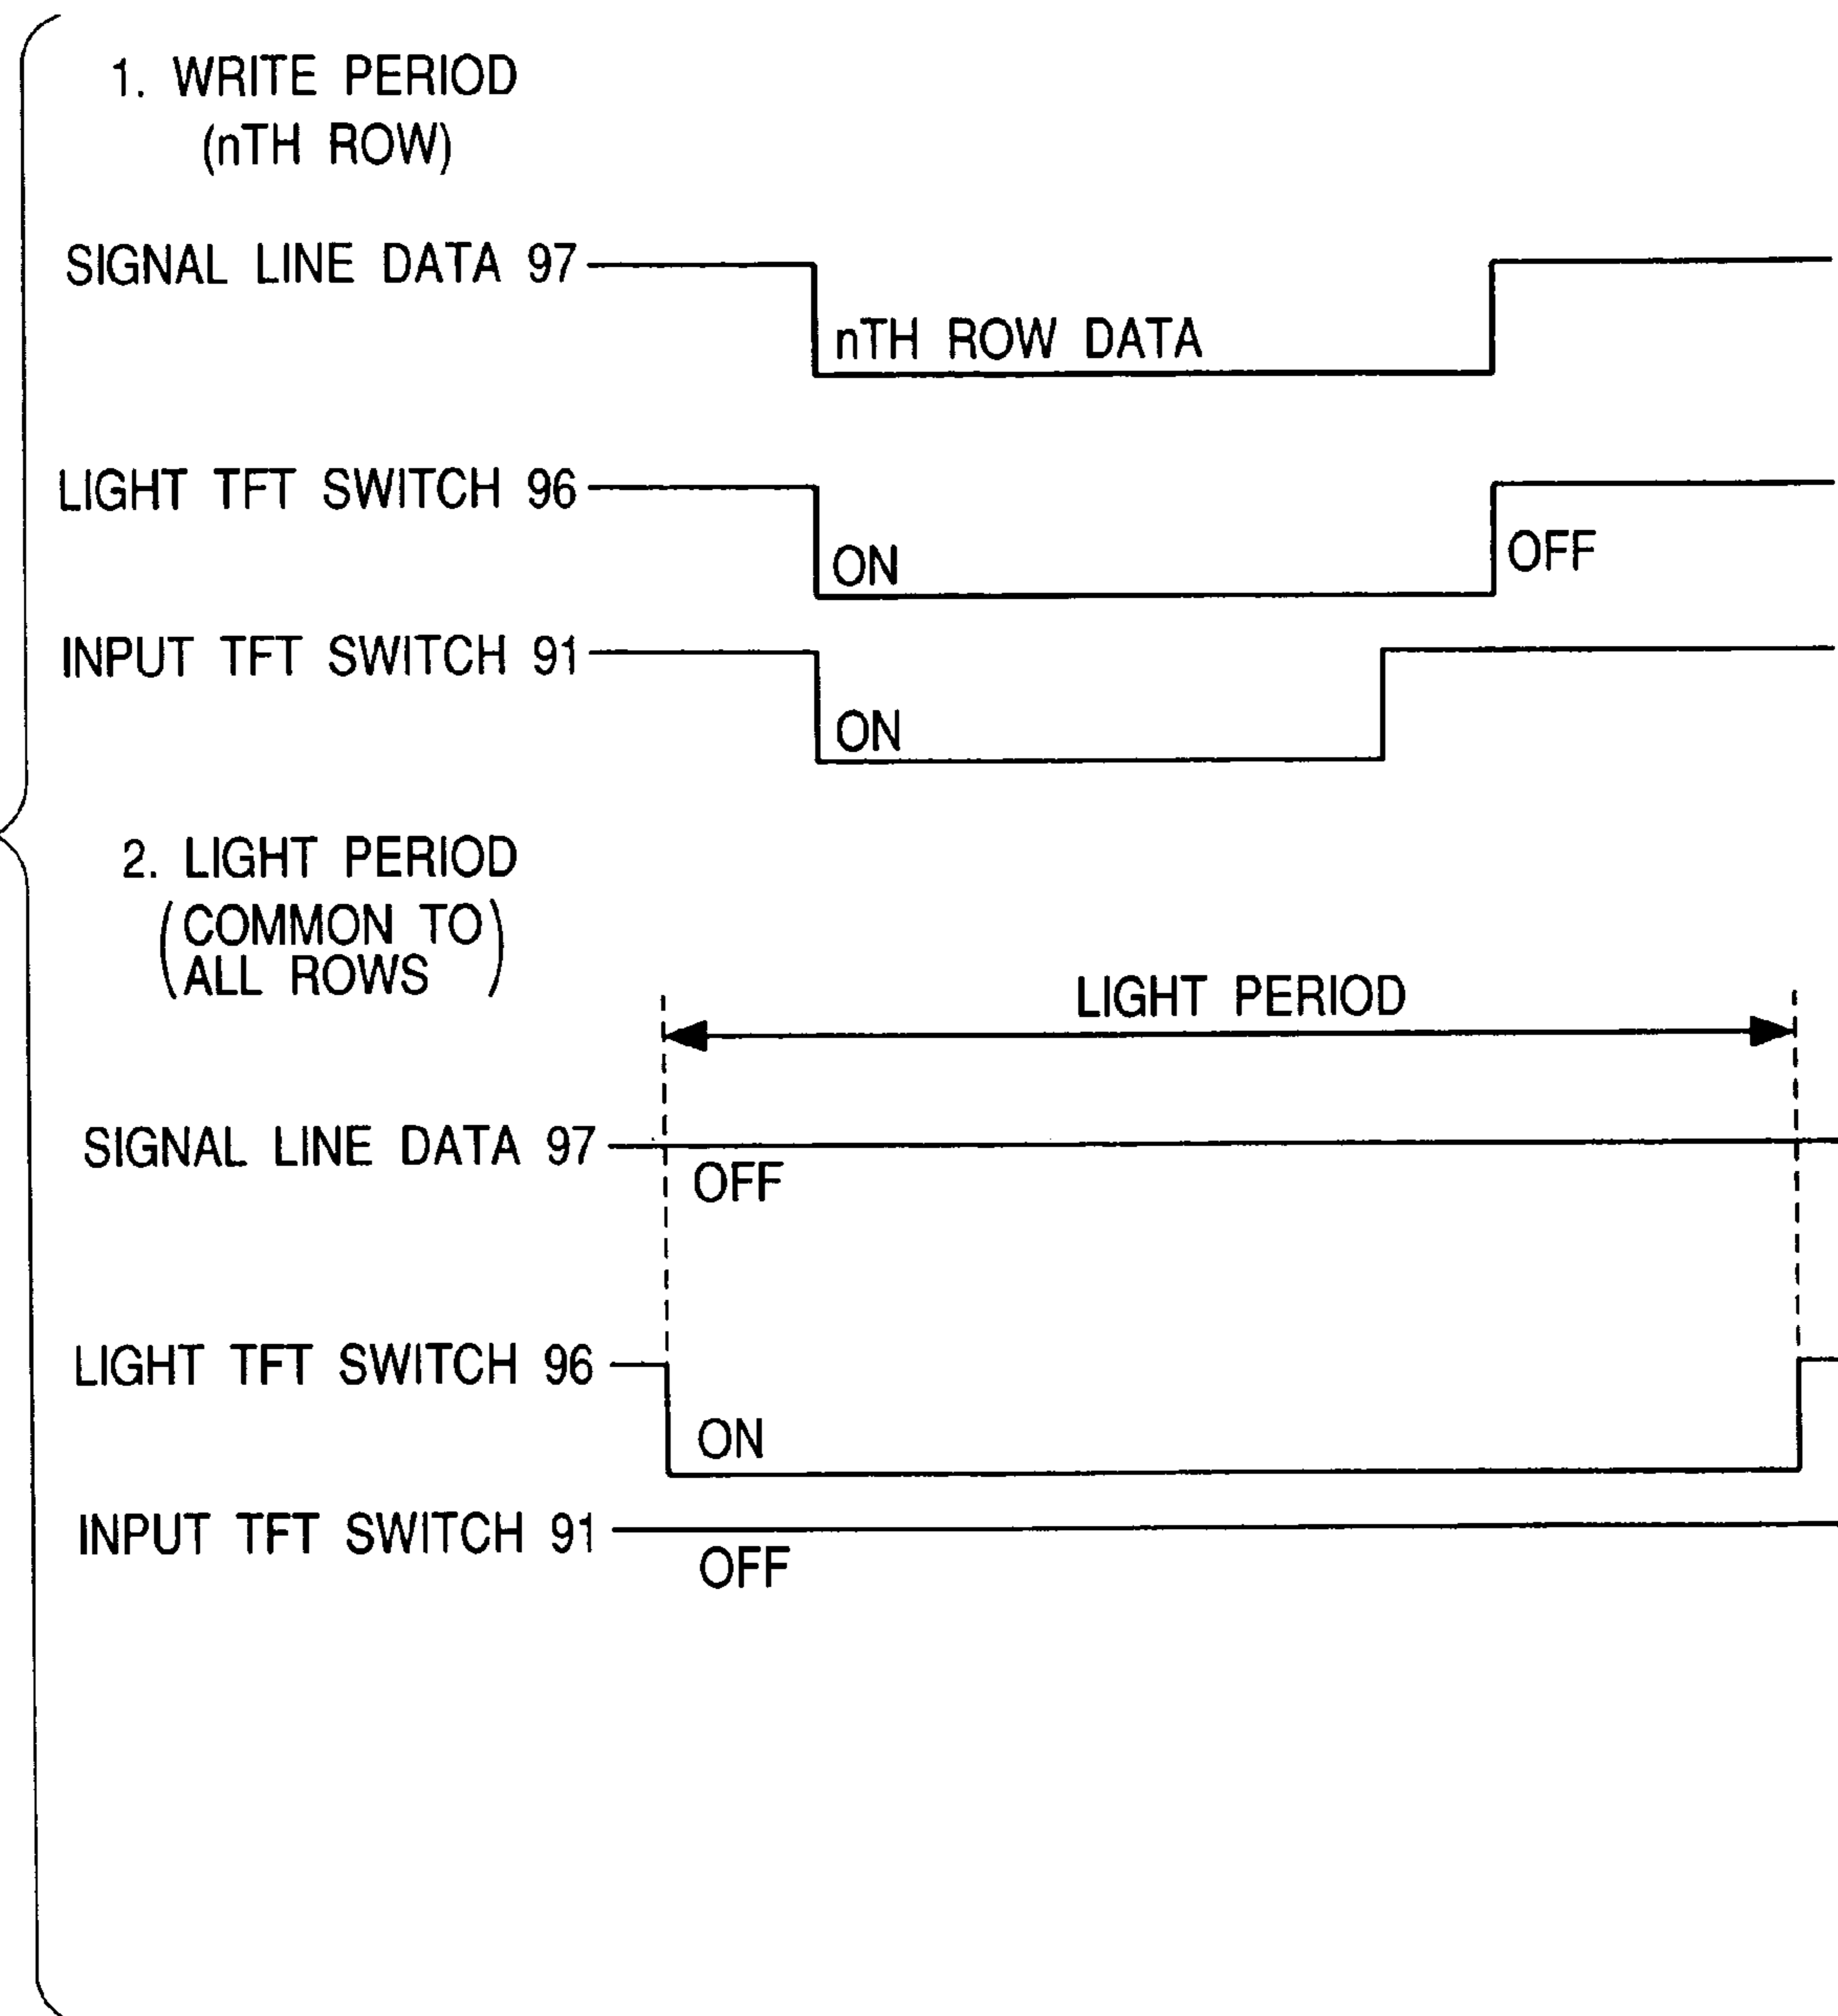 1. WRITE PERIOD
(nTH ROW)
SIGNAL LINE DATA 97
nTH ROW DATA
LIGHT TFT SWITCH 96
ON
OFF
INPUT TFT SWITCH 91
ON
2. LIGHT PERIOD
(COMMON TO
ALL ROWS)
LIGHT PERIOD
SIGNAL LINE DATA 97
OFF
LIGHT TFT SWITCH 96
ON
INPUT TFT SWITCH 91
OFF